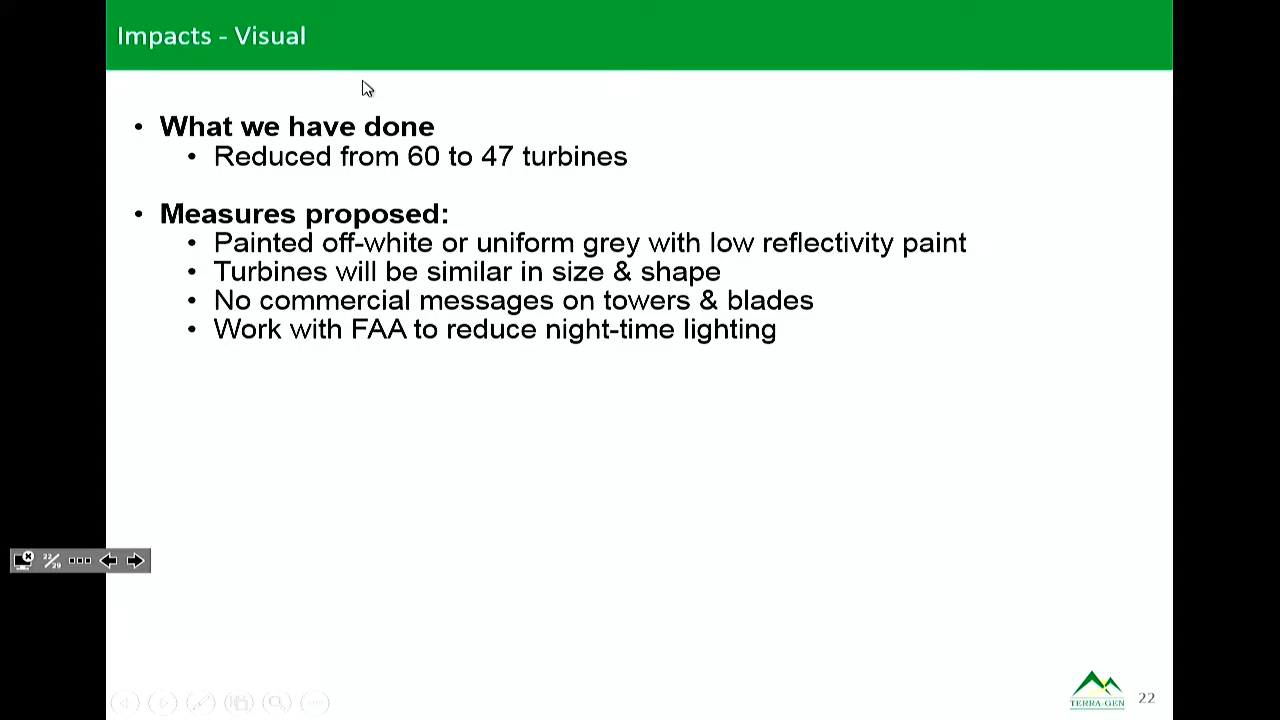 Impacts - Visual
• What we have done
• Reduced from 60 to 47 turbines
• Measures proposed:
• Painted off-white or uniform grey with low reflectivity paint
• Turbines will be similar in size & shape
• No commercial messages on towers & blades
• Work with FAA to reduce night-time lighting
22/29
TERRA-GEN
22